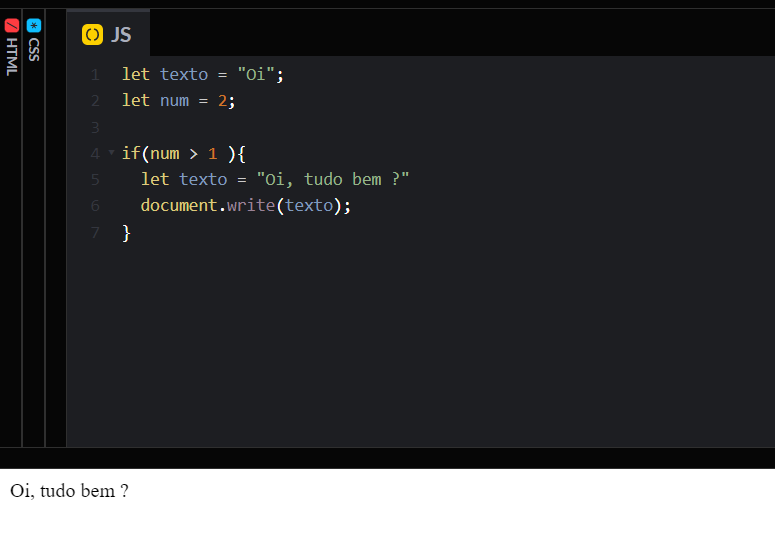 HTML
CSS
JS
1 let texto = "Oi";
2 let num = 2;
3
4 if(num > 1 ){
5 let texto = "Oi, tudo bem ?"
6 document.write(texto);
7 }
Oi, tudo bem ?